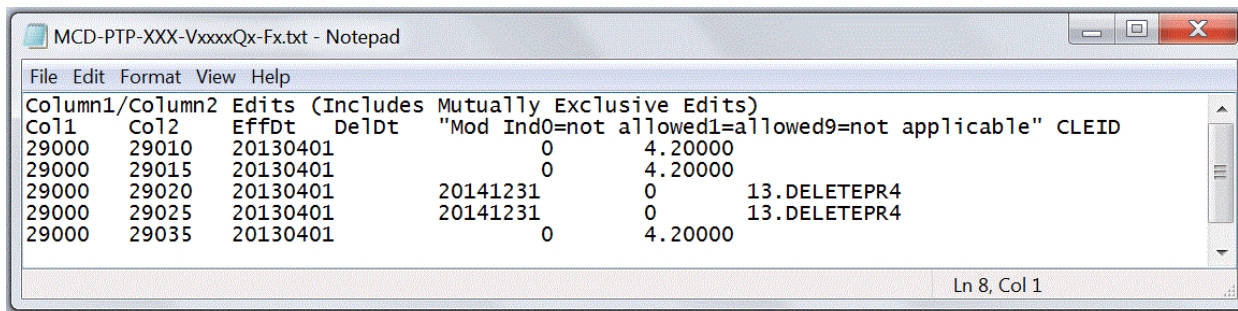 MCD-PTP-XXX-VxxxxQx-Fx.txt - Notepad
File Edit Format View Help
Column1/Column2 Edits (Includes Mutually Exclusive Edits)
Col1 Col2 EffDt DelDt "Mod Ind0=not allowed1=allowed9=not applicable" CLEID
29000 29010 20130401 0 4.20000
29000 29015 20130401 0 4.20000
29000 29020 20130401 20141231 0 13.DELETEPR4
29000 29025 20130401 20141231 0 13.DELETEPR4
29000 29035 20130401 0 4.20000
Ln 8, Col 1